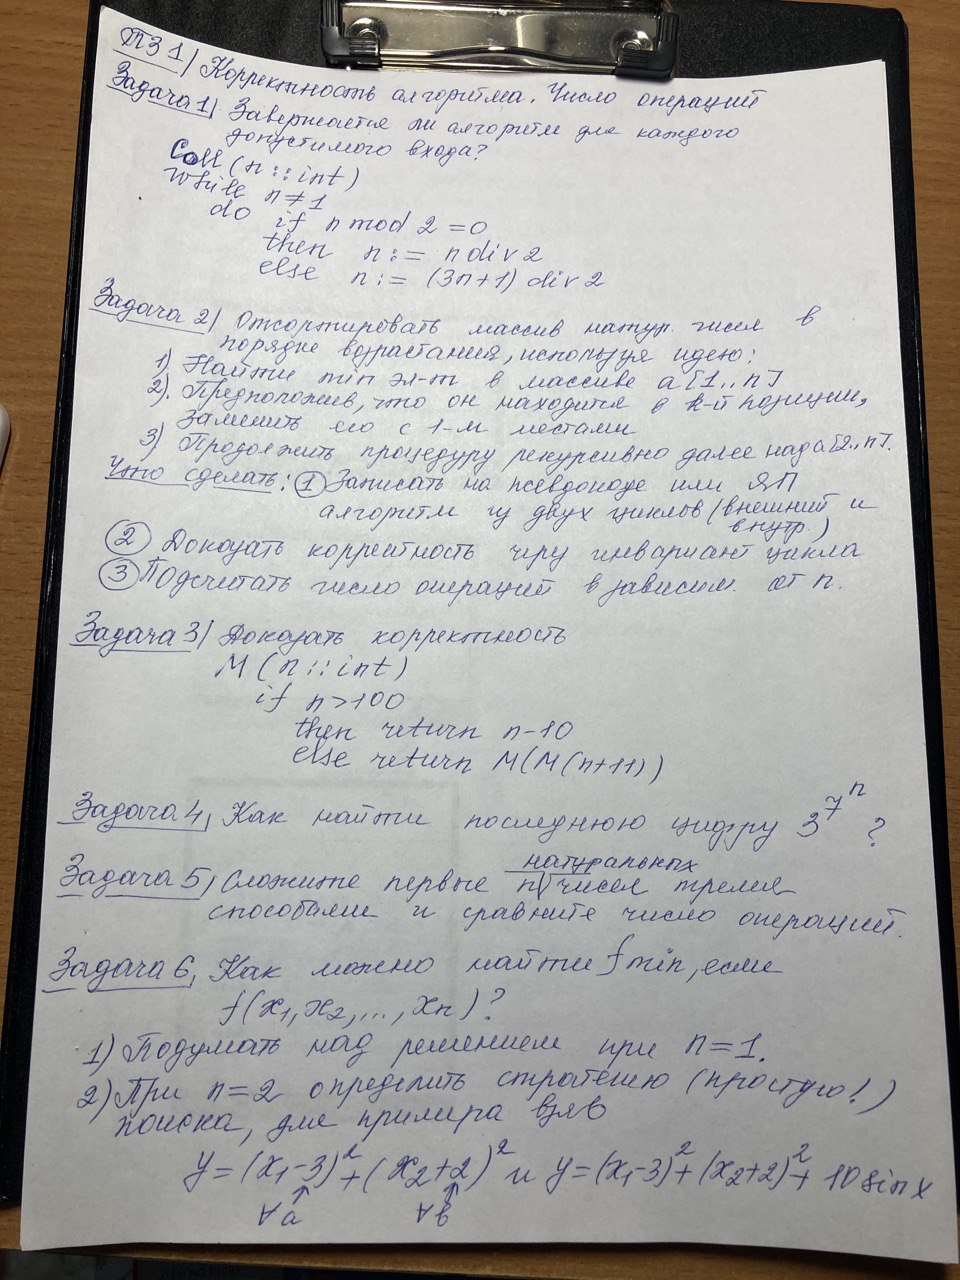 ПЗ 1 | Корректность алгоритма. Число операций
Задача 1 | Завершается ли алгоритм для каждого
допустимого входа?
Coll (n :: int)
while n ≠ 1
do if n mod 2 = 0
then n := n div 2
else n := (3n+1) div 2
Задача 2 | Отсортировать массив натур. чисел в
порядке возрастания, используя идею:
1) Найти min эл-т в массиве a[1..n]
2). Предположив, что он находится в k-й позиции,
заменить его с 1-м местами
3) Продолжить процедуру рекурсивно далее над a[2..n].
Что сделать: ① Записать на псевдокоде или ЯП
алгоритм из двух циклов (внешний и
внутр.)
② Доказать корректность через инвариант цикла
③ Подсчитать число операций в зависим. от n.
Задача 3 | Доказать корректность
M (n :: int)
if n > 100
then return n-10
else return M(M(n+11))
Задача 4, Как найти последнюю цифру 3^7^n ?
натуральных
Задача 5, Сложите первые n чисел тремя
способами и сравните число операций.
Задача 6, Как можно найти f min, если
f(x₁, x₂, ..., xn)?
1) Подумать над решением при n=1.
2) При n=2 определить стратегию (простую!)
поиска, для примера взяв
y = (x₁-3)² + (x₂+2)² и y = (x₁-3)² + (x₂+2)² + 10 sin x
∀a ↑ ∀b ↑